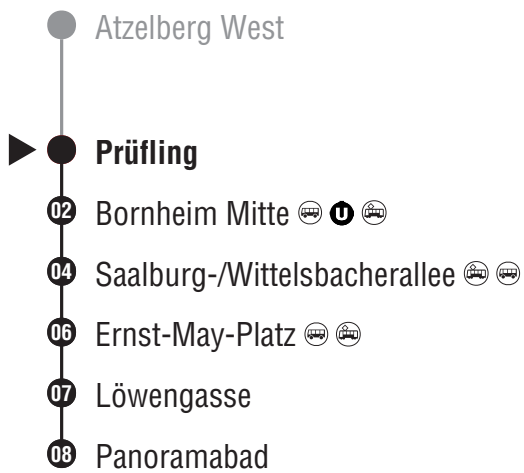 Atzelberg West
Prüfling
02 Bornheim Mitte U
04 Saalburg-/Wittelsbacherallee
06 Ernst-May-Platz
07 Löwengasse
08 Panoramabad